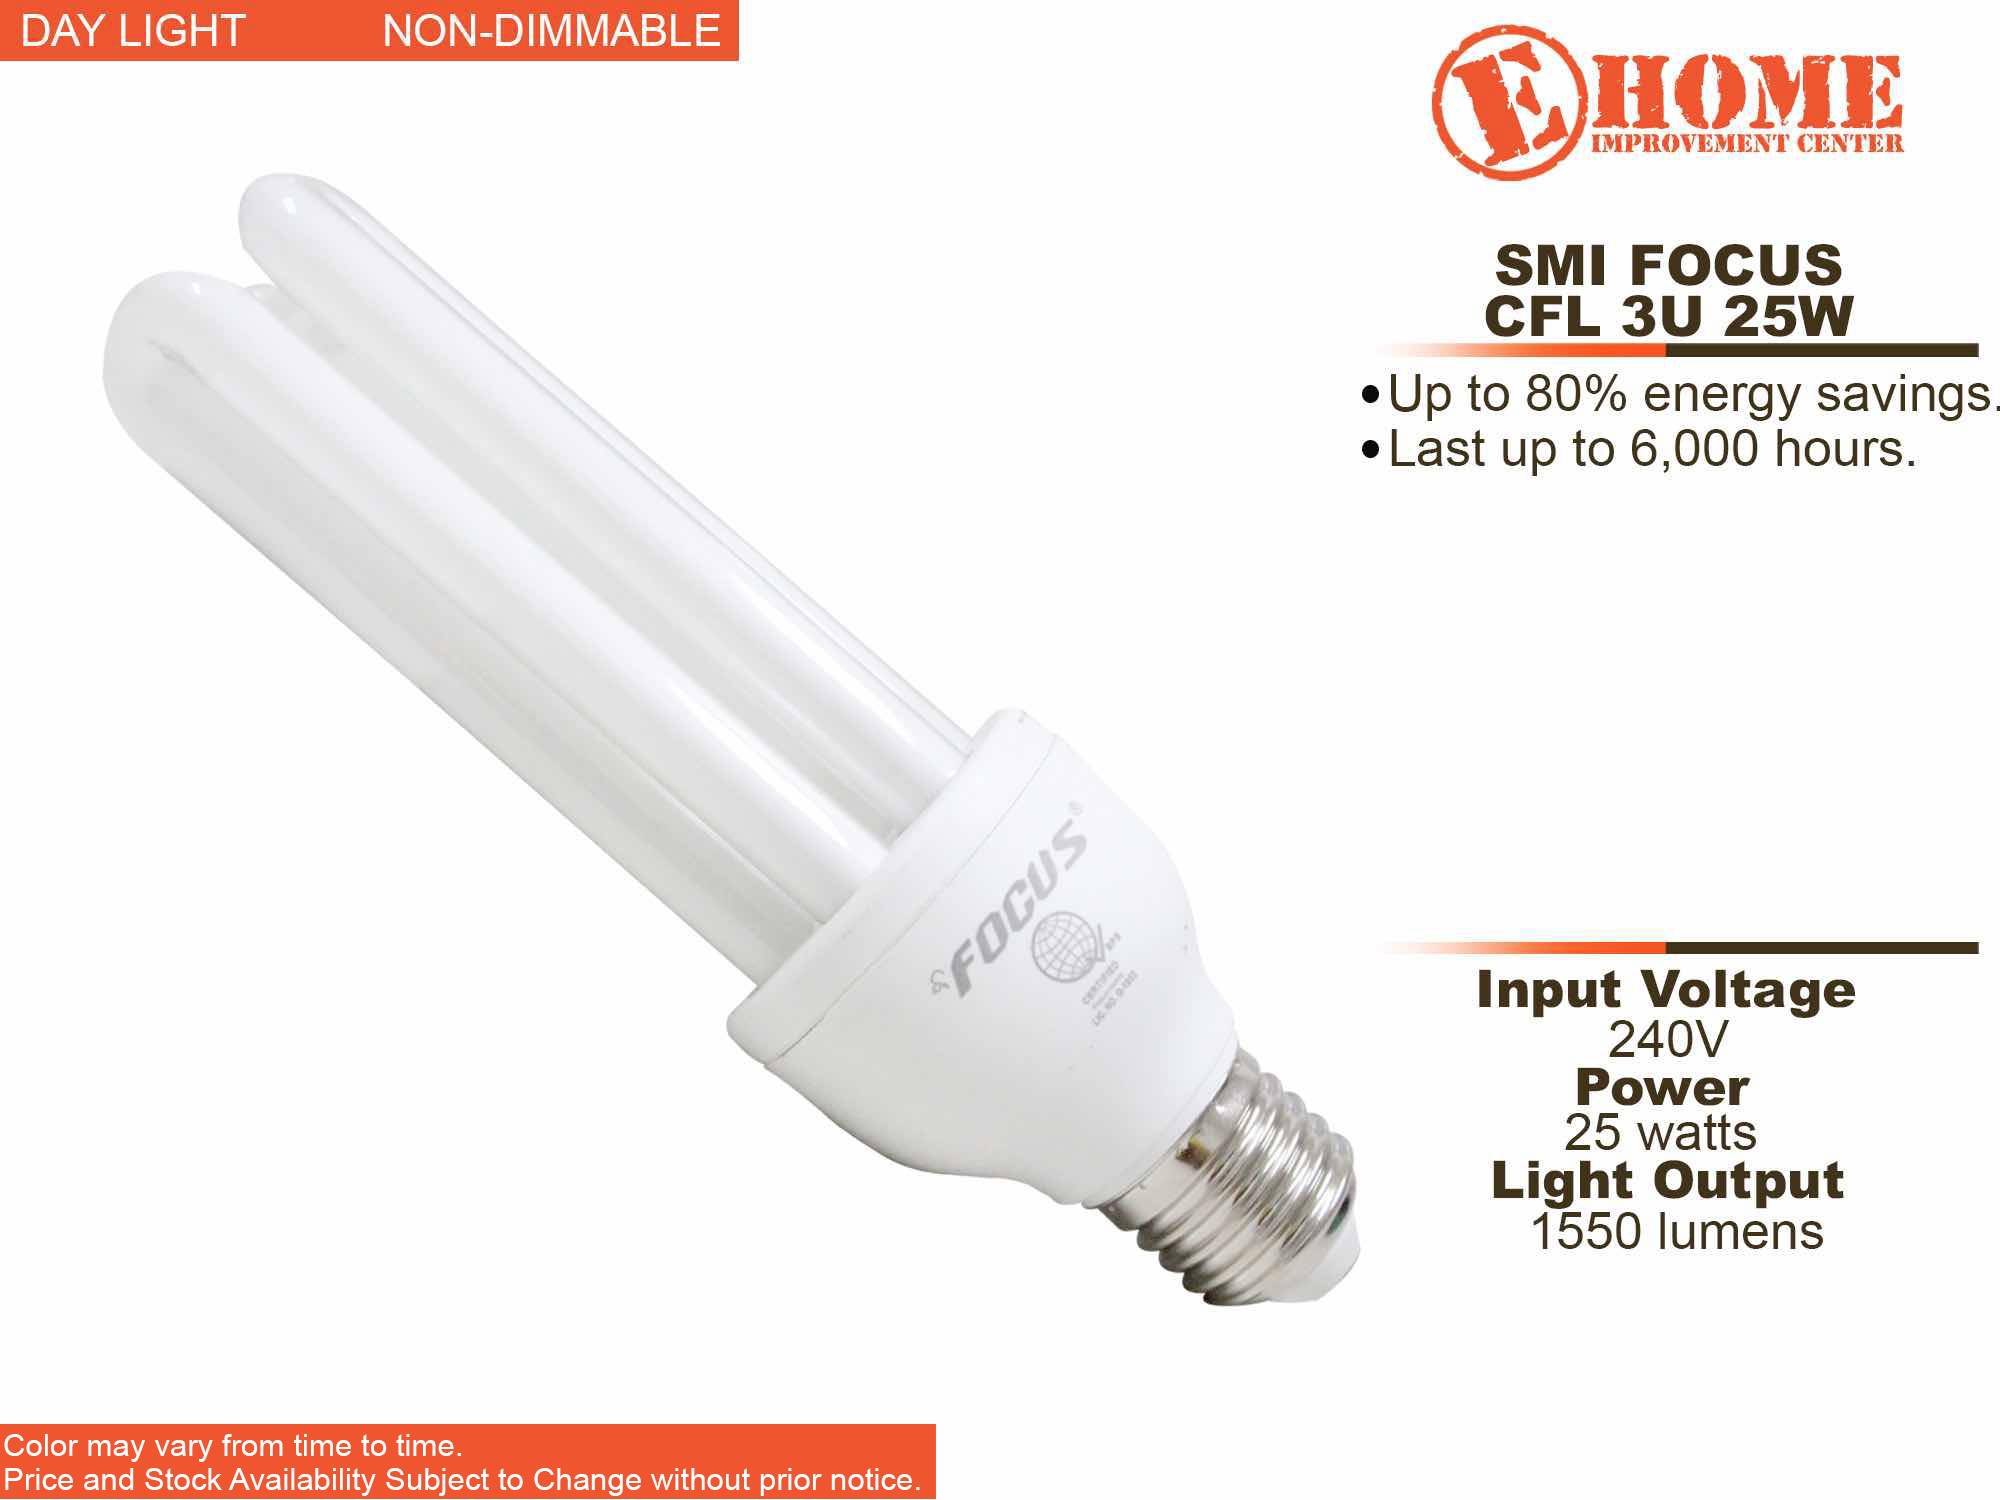 DAY LIGHT NON-DIMMABLE
E HOME
IMPROVEMENT CENTER
SMI FOCUS
CFL 3U 25W
• Up to 80% energy savings.
• Last up to 6,000 hours.
FOCUS®
BPS
CERTIFIED
Input Voltage
240V
Power
25 watts
Light Output
1550 lumens
Color may vary from time to time.
Price and Stock Availability Subject to Change without prior notice.